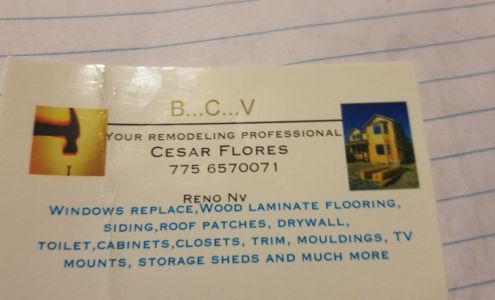 B...C...V
YOUR REMODELING PROFESSIONAL
CESAR FLORES
775 6570071
RENO NV
WINDOWS REPLACE,WOOD LAMINATE FLOORING,
SIDING,ROOF PATCHES, DRYWALL,
TOILET,CABINETS,CLOSETS, TRIM, MOULDINGS, TV
MOUNTS, STORAGE SHEDS AND MUCH MORE